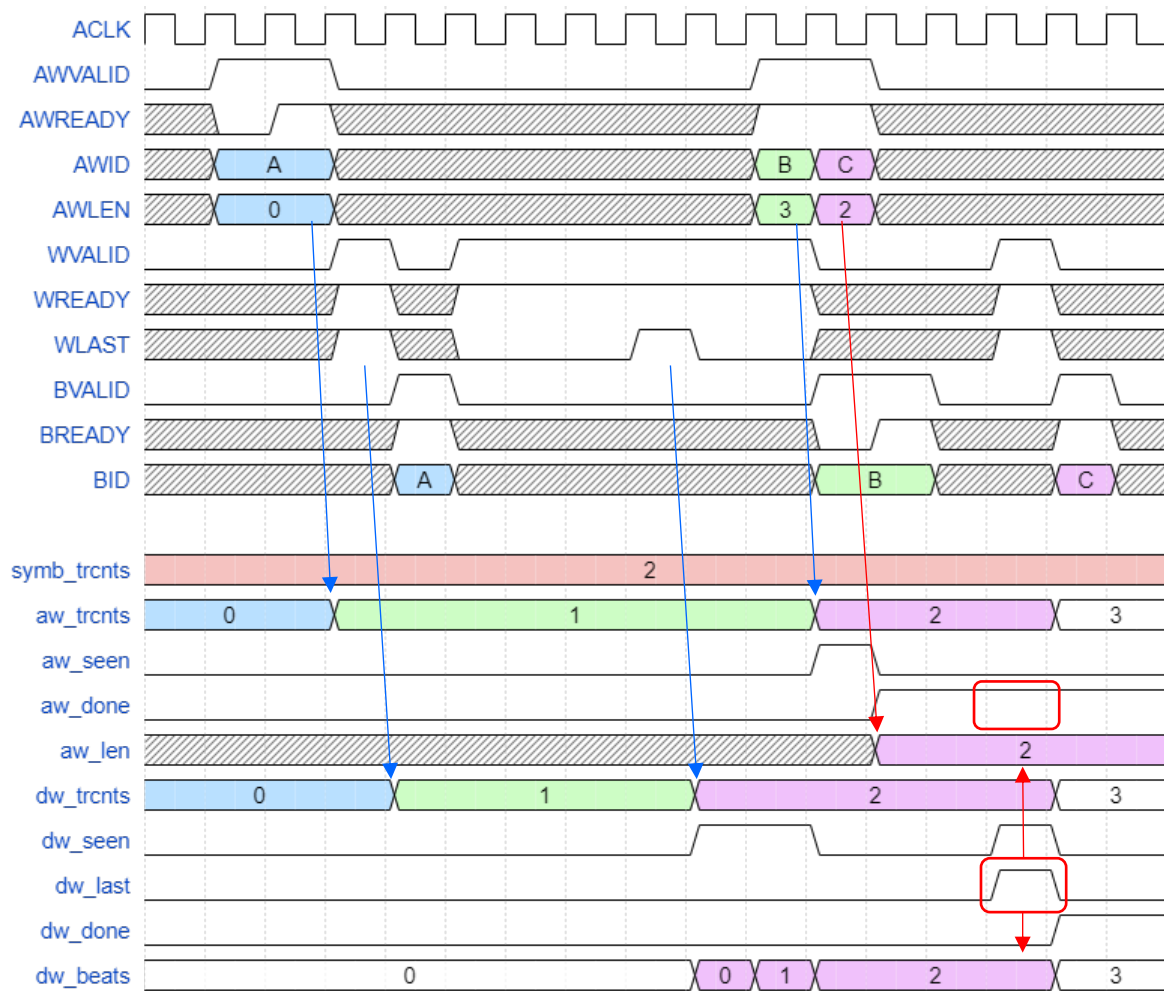 ACLK
AWVALID
AWREADY
AWID A B C
AWLEN 0 3 2
WVALID
WREADY
WLAST
BVALID
BREADY
BID A B C
symb_trcnts 2
aw_trcnts 0 1 2 3
aw_seen
aw_done
aw_len 2
dw_trcnts 0 1 2 3
dw_seen
dw_last
dw_done
dw_beats 0 0 1 2 3